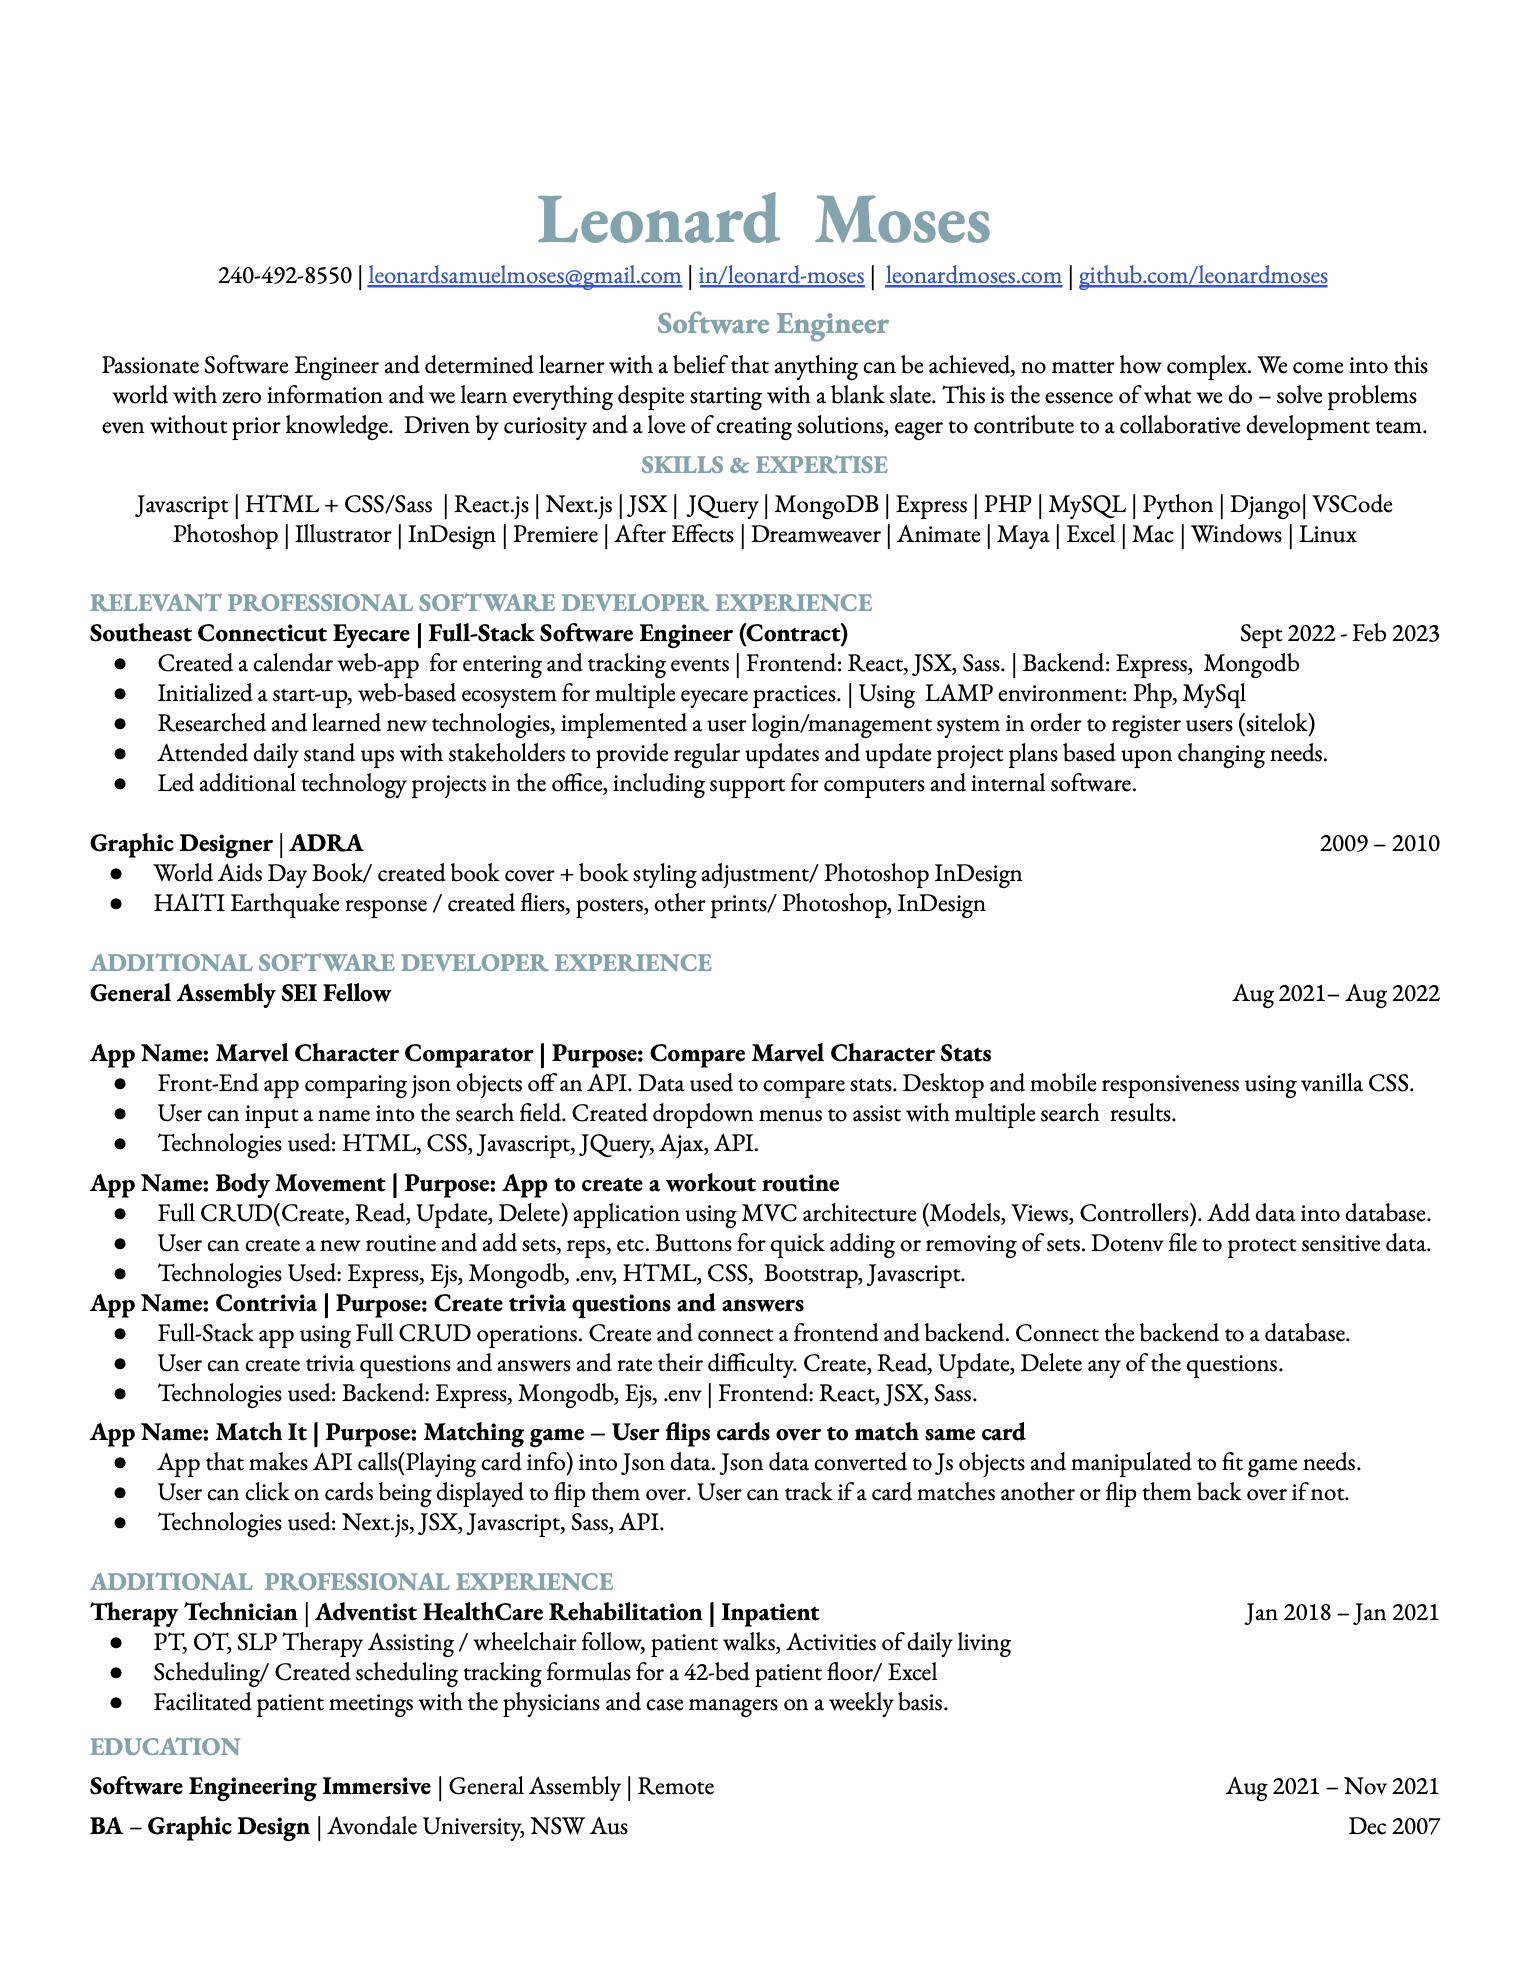 Leonard Moses
240-492-8550 | leonardsamuelmoses@gmail.com | in/leonard-moses | leonardmoses.com | github.com/leonardmoses
Software Engineer
Passionate Software Engineer and determined learner with a belief that anything can be achieved, no matter how complex. We come into this
world with zero information and we learn everything despite starting with a blank slate. This is the essence of what we do – solve problems
even without prior knowledge. Driven by curiosity and a love of creating solutions, eager to contribute to a collaborative development team.
SKILLS & EXPERTISE
Javascript | HTML + CSS/Sass | React.js | Next.js | JSX | JQuery | MongoDB | Express | PHP | MySQL | Python | Django| VSCode
Photoshop | Illustrator | InDesign | Premiere | After Effects | Dreamweaver | Animate | Maya | Excel | Mac | Windows | Linux
RELEVANT PROFESSIONAL SOFTWARE DEVELOPER EXPERIENCE
Southeast Connecticut Eyecare | Full-Stack Software Engineer (Contract) Sept 2022 - Feb 2023
● Created a calendar web-app for entering and tracking events | Frontend: React, JSX, Sass. | Backend: Express, Mongodb
● Initialized a start-up, web-based ecosystem for multiple eyecare practices. | Using LAMP environment: Php, MySql
● Researched and learned new technologies, implemented a user login/management system in order to register users (sitelok)
● Attended daily stand ups with stakeholders to provide regular updates and update project plans based upon changing needs.
● Led additional technology projects in the office, including support for computers and internal software.
Graphic Designer | ADRA 2009 – 2010
● World Aids Day Book/ created book cover + book styling adjustment/ Photoshop InDesign
● HAITI Earthquake response / created fliers, posters, other prints/ Photoshop, InDesign
ADDITIONAL SOFTWARE DEVELOPER EXPERIENCE
General Assembly SEI Fellow Aug 2021– Aug 2022
App Name: Marvel Character Comparator | Purpose: Compare Marvel Character Stats
● Front-End app comparing json objects off an API. Data used to compare stats. Desktop and mobile responsiveness using vanilla CSS.
● User can input a name into the search field. Created dropdown menus to assist with multiple search results.
● Technologies used: HTML, CSS, Javascript, JQuery, Ajax, API.
App Name: Body Movement | Purpose: App to create a workout routine
● Full CRUD(Create, Read, Update, Delete) application using MVC architecture (Models, Views, Controllers). Add data into database.
● User can create a new routine and add sets, reps, etc. Buttons for quick adding or removing of sets. Dotenv file to protect sensitive data.
● Technologies Used: Express, Ejs, Mongodb, .env, HTML, CSS, Bootstrap, Javascript.
App Name: Contrivia | Purpose: Create trivia questions and answers
● Full-Stack app using Full CRUD operations. Create and connect a frontend and backend. Connect the backend to a database.
● User can create trivia questions and answers and rate their difficulty. Create, Read, Update, Delete any of the questions.
● Technologies used: Backend: Express, Mongodb, Ejs, .env | Frontend: React, JSX, Sass.
App Name: Match It | Purpose: Matching game – User flips cards over to match same card
● App that makes API calls(Playing card info) into Json data. Json data converted to Js objects and manipulated to fit game needs.
● User can click on cards being displayed to flip them over. User can track if a card matches another or flip them back over if not.
● Technologies used: Next.js, JSX, Javascript, Sass, API.
ADDITIONAL PROFESSIONAL EXPERIENCE
Therapy Technician | Adventist HealthCare Rehabilitation | Inpatient Jan 2018 – Jan 2021
● PT, OT, SLP Therapy Assisting / wheelchair follow, patient walks, Activities of daily living
● Scheduling/ Created scheduling tracking formulas for a 42-bed patient floor/ Excel
● Facilitated patient meetings with the physicians and case managers on a weekly basis.
EDUCATION
Software Engineering Immersive | General Assembly | Remote Aug 2021 – Nov 2021
BA – Graphic Design | Avondale University, NSW Aus Dec 2007